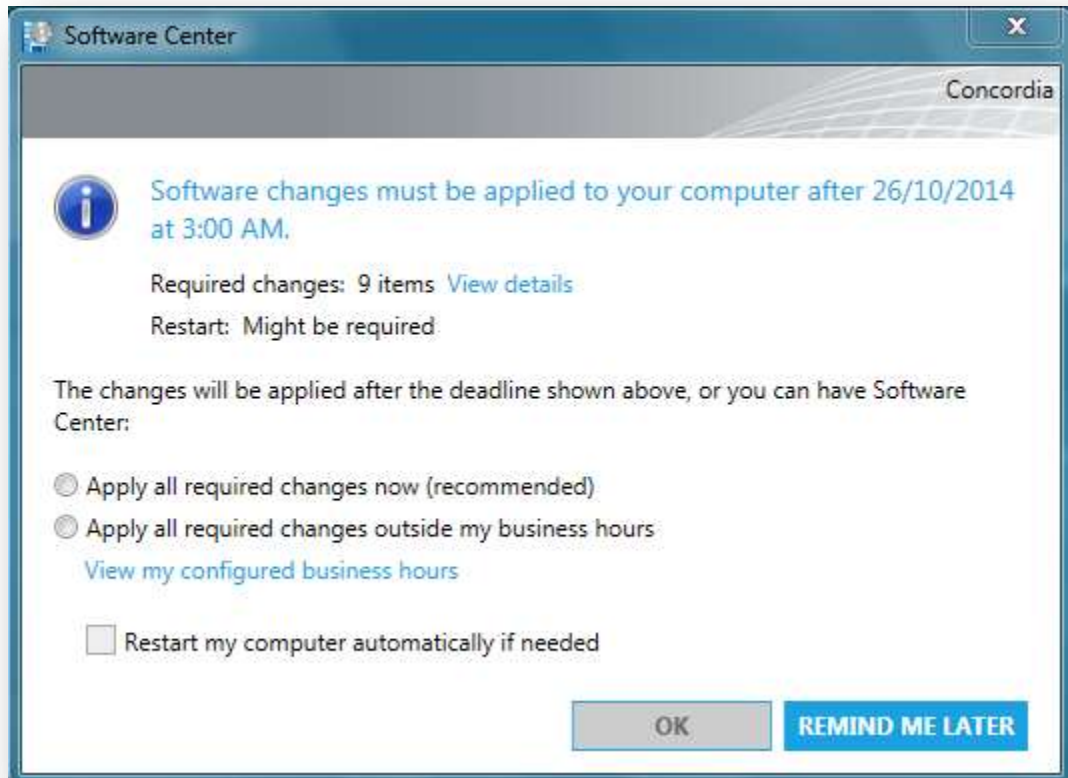 Software Center
Concordia
Software changes must be applied to your computer after 26/10/2014
at 3:00 AM.
Required changes: 9 items View details
Restart: Might be required
The changes will be applied after the deadline shown above, or you can have Software
Center:
Apply all required changes now (recommended)
Apply all required changes outside my business hours
View my configured business hours
Restart my computer automatically if needed
OK REMIND ME LATER